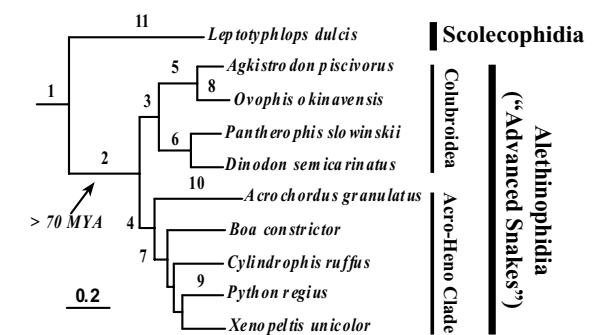 11
Leptotyphlops dulcis
Scolecophidia
5
Agkistrodon piscivorus
1
8
3
Ovophis okinavensis
Colubroidea
6
Pantherophis slowinskii
2
Dinodon semicarinatus
Alethinophidia
("Advanced Snakes")
10
Acrochordus granulatus
> 70 MYA
4
Boa constrictor
Acro-Heno Clade
7
Cylindrophis ruffus
9
Python regius
0.2
Xenopeltis unicolor